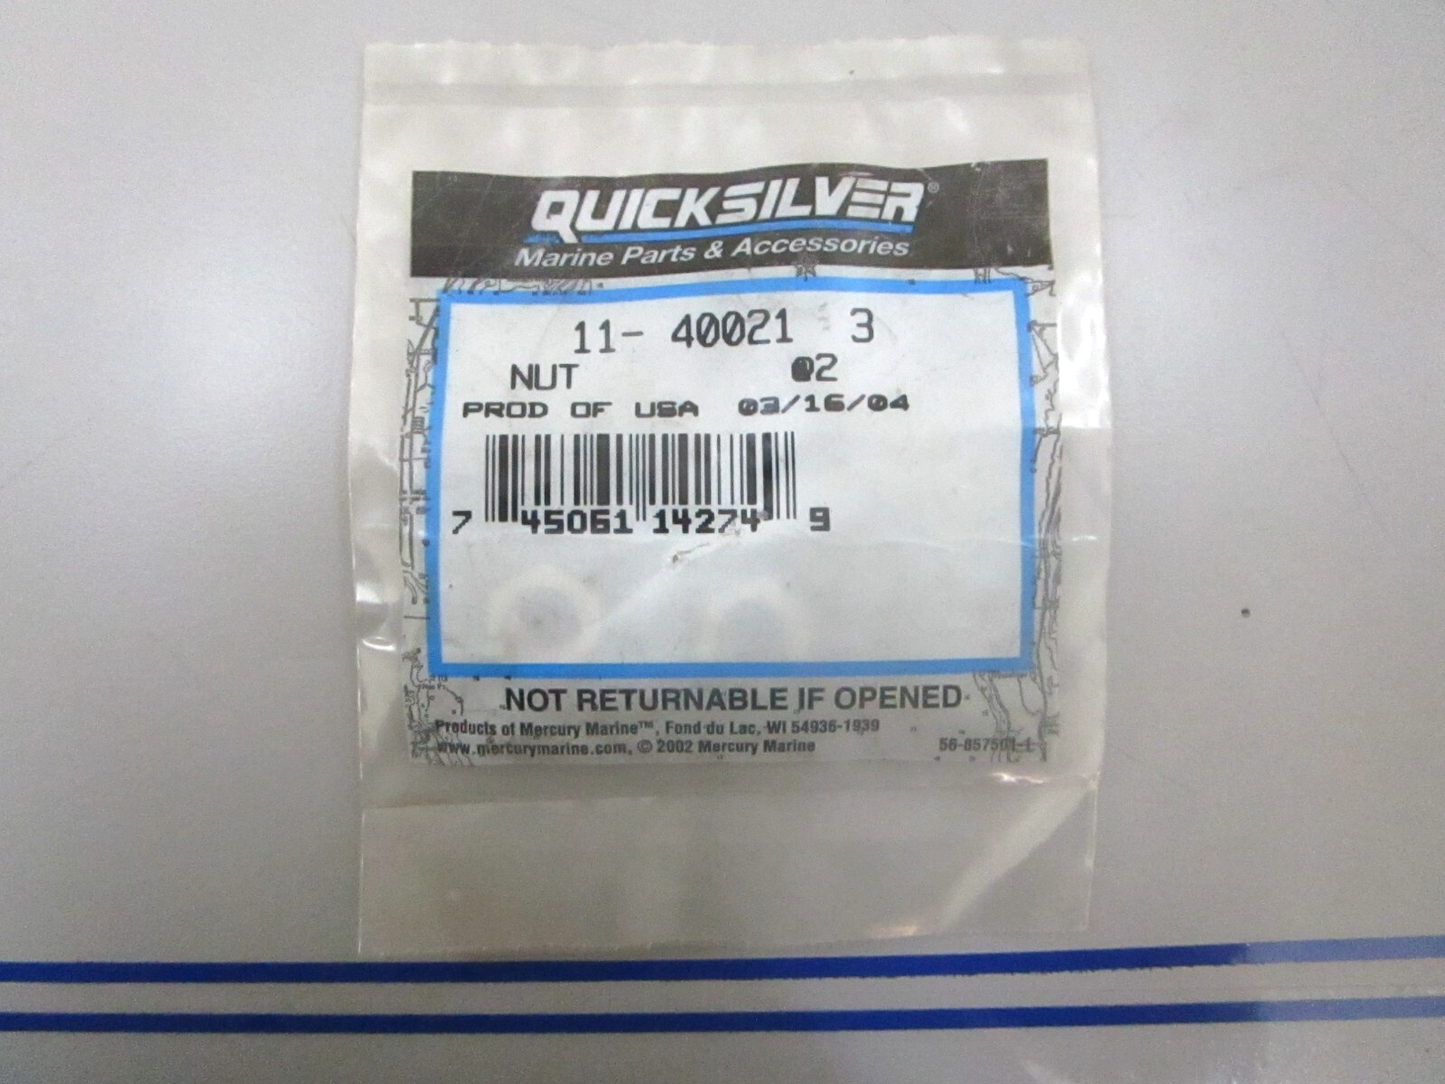 QUICKSILVER®
Marine Parts & Accessories
11- 40021 3
NUT @2
PROD OF USA 03/16/04
7 45061 14274 9
NOT RETURNABLE IF OPENED
Products of Mercury Marine™, Fond du Lac, WI 54936-1939
www.mercurymarine.com, © 2002 Mercury Marine